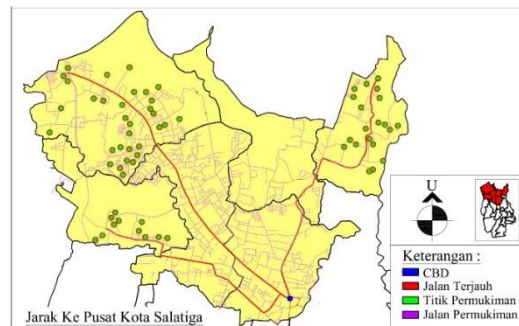 U
Keterangan :
CBD
Jalan Terjauh
Titik Permukiman
Jalan Permukiman
Jarak Ke Pusat Kota Salatiga